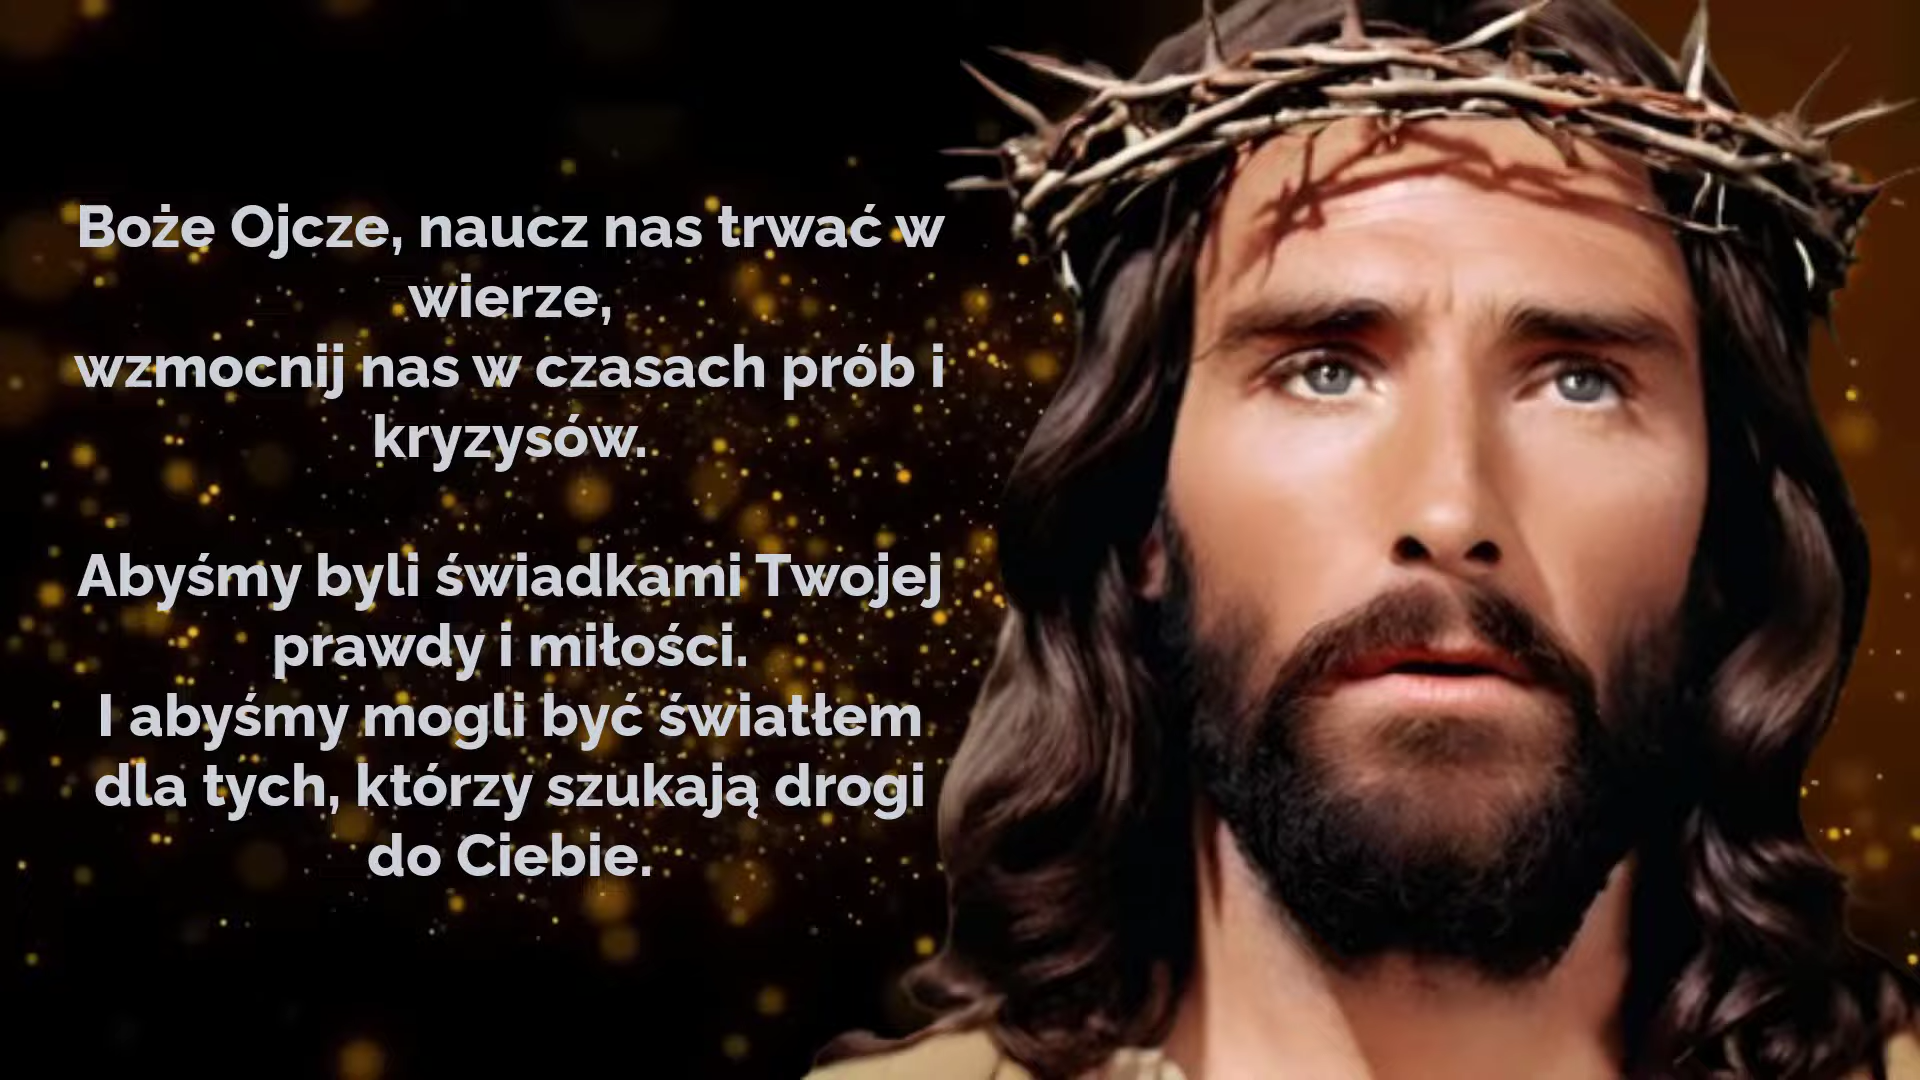 Boże Ojcze, naucz nas trwać w
wierze,
wzmocnij nas w czasach prób i
kryzysów.
Abyśmy byli świadkami Twojej
prawdy i miłości.
I abyśmy mogli być światłem
dla tych, którzy szukają drogi
do Ciebie.